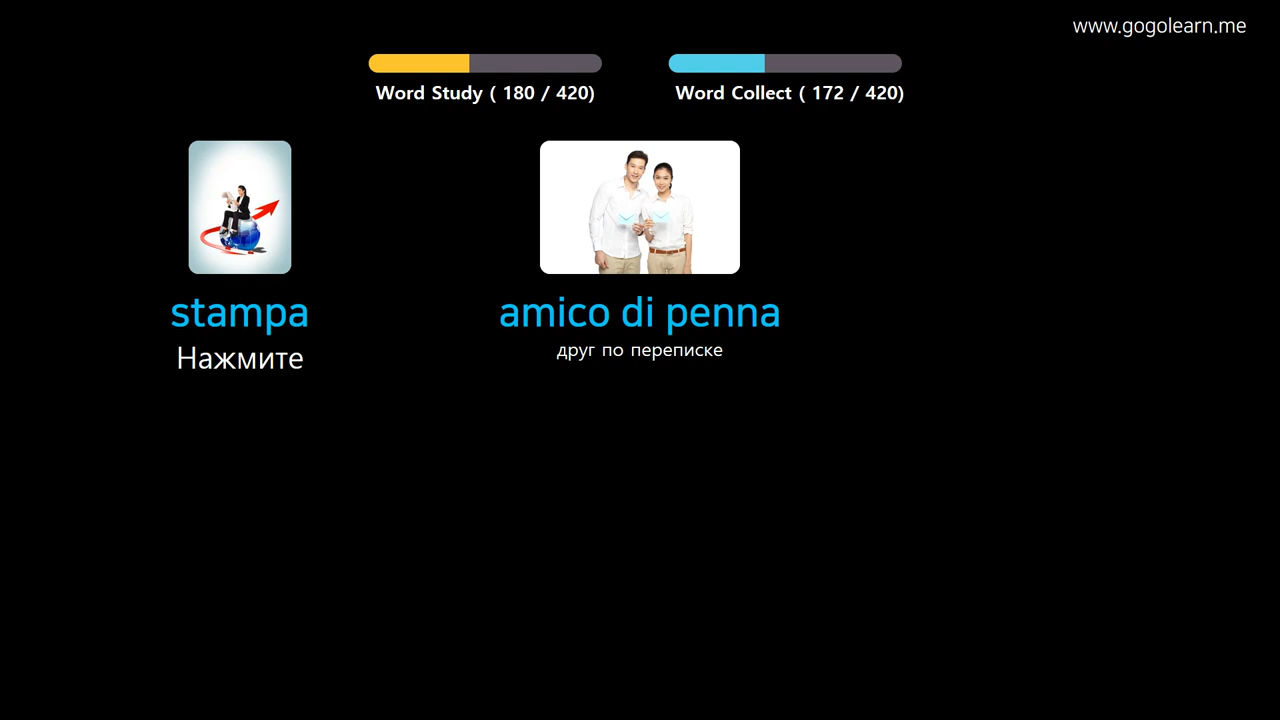 www.gogolearn.me
Word Study ( 180 / 420)
Word Collect ( 172 / 420)
stampa
Нажмите
amico di penna
друг по переписке